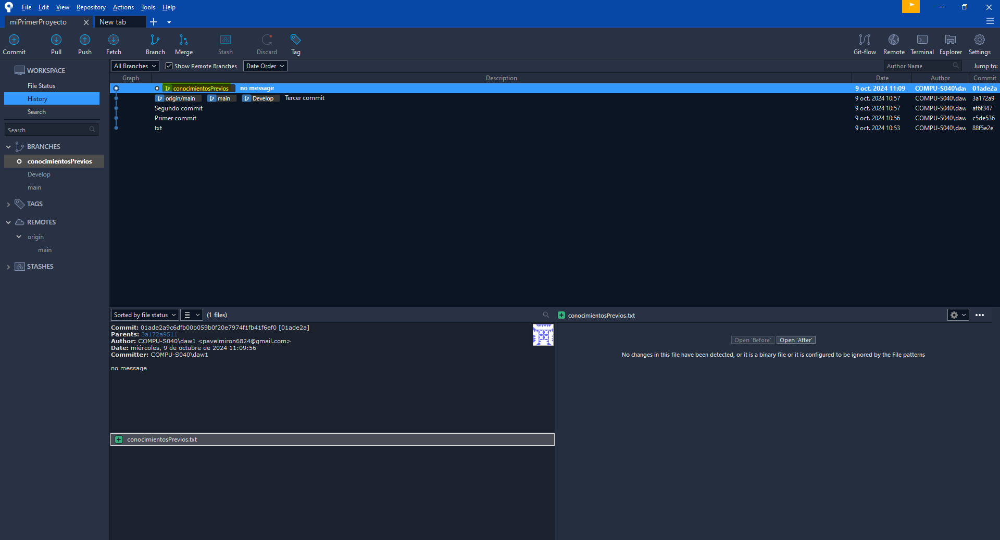 File Edit View Repository Actions Tools Help
miPrimerProyecto New tab
Commit Pull Push Fetch Branch Merge Stash Discard Tag Git-flow Remote Terminal Explorer Settings
WORKSPACE
File Status
History
Search
Search
BRANCHES
conocimientosPrevios
Develop
main
TAGS
REMOTES
origin
main
STASHES
All Branches Show Remote Branches Date Order Author Name Jump to:
Graph Description Date Author Commit
conocimientosPrevios no message 9 oct. 2024 11:09 COMPU-S040\daw 01ade2a
origin/main main Develop Tercer commit 9 oct. 2024 10:57 COMPU-S040\daw 3a172a9
Segundo commit 9 oct. 2024 10:57 COMPU-S040\daw af6f347
Primer commit 9 oct. 2024 10:56 COMPU-S040\daw c5de536
txt 9 oct. 2024 10:53 COMPU-S040\daw 88f5e2e
Sorted by file status (1 files)
Commit: 01ade2a9c6dfb00b059b0f20e7974f1fb41f6ef0 [01ade2a]
Parents: 3a172a9511
Author: COMPU-S040\daw1 <pavelmiron6824@gmail.com>
Date: miércoles, 9 de octubre de 2024 11:09:56
Committer: COMPU-S040\daw1
no message
conocimientosPrevios.txt
conocimientosPrevios.txt
Open 'Before' Open 'After'
No changes in this file have been detected, or it is a binary file or it is configured to be ignored by the File patterns